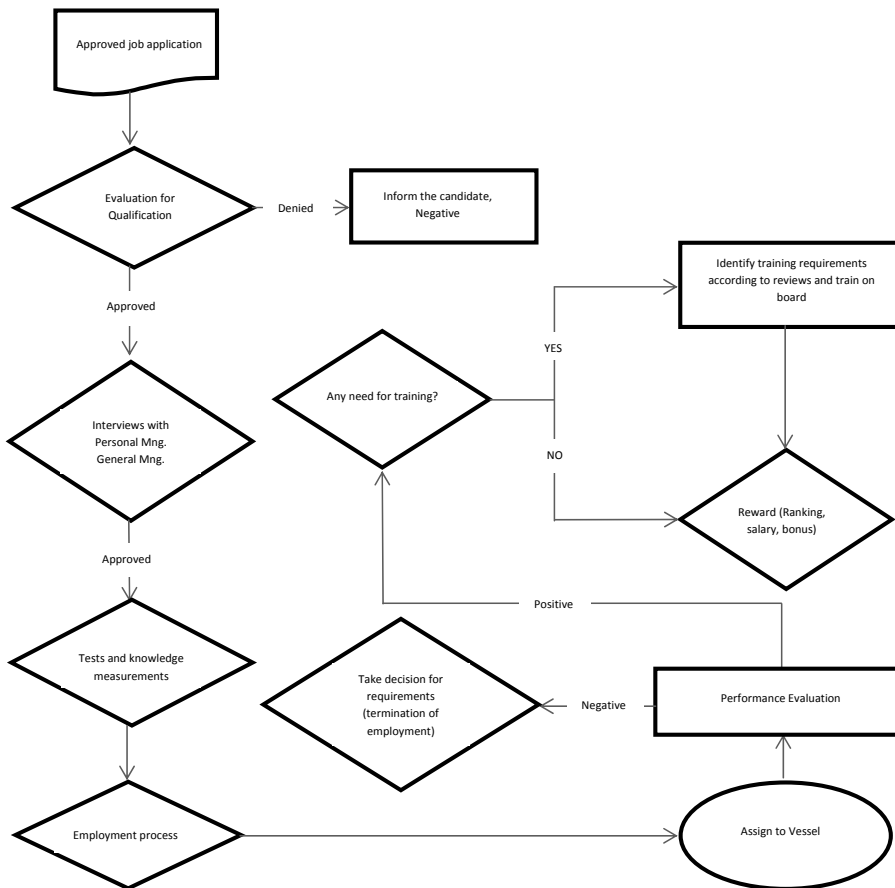 Approved job application
Evaluation for
Qualification
Denied
Inform the candidate,
Negative
Approved
Identify training requirements
according to reviews and train on
board
YES
Any need for training?
Interviews with
Personal Mng.
General Mng.
NO
Reward (Ranking,
salary, bonus)
Approved
Positive
Tests and knowledge
measurements
Take decision for
requirements
(termination of
employment)
Negative
Performance Evaluation
Employment process
Assign to Vessel